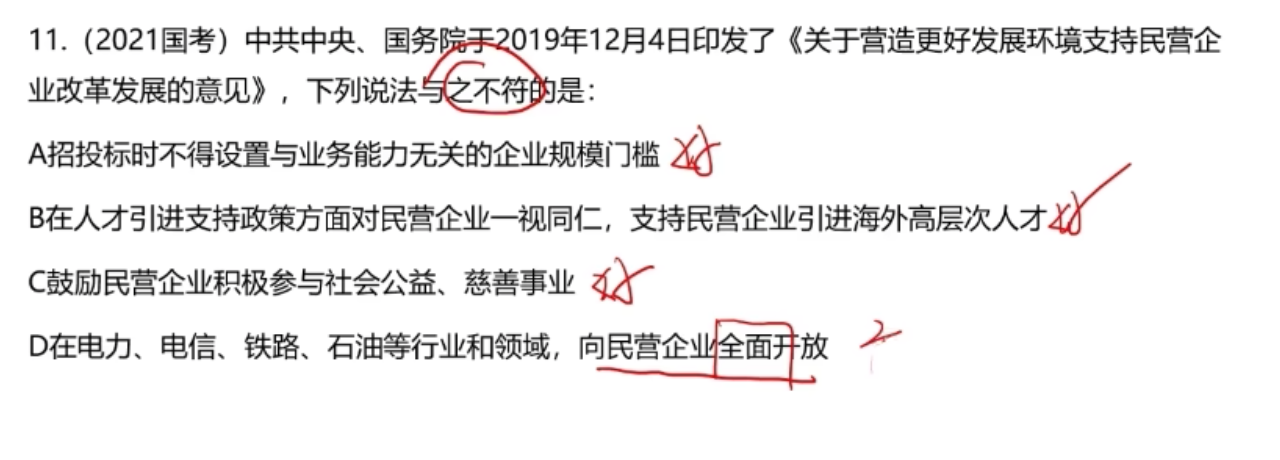 11.（2021国考）中共中央、国务院于2019年12月4日印发了《关于营造更好发展环境支持民营企
业改革发展的意见》，下列说法与之不符的是：
A招投标时不得设置与业务能力无关的企业规模门槛 对
B在人才引进支持政策方面对民营企业一视同仁，支持民营企业引进海外高层次人才 对
C鼓励民营企业积极参与社会公益、慈善事业 对
D在电力、电信、铁路、石油等行业和领域，向民营企业全面开放